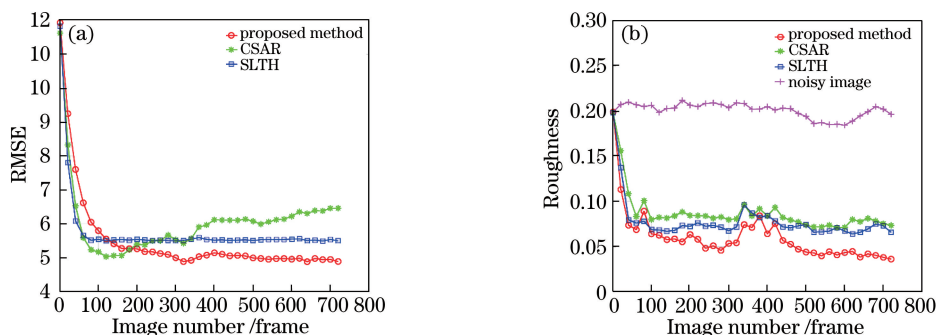 (a)
proposed method
CSAR
SLTH
12
11
10
9
8
7
6
5
4
RMSE
0 100 200 300 400 500 600 700 800
Image number /frame
(b)
proposed method
CSAR
SLTH
noisy image
0.30
0.25
0.20
0.15
0.10
0.05
0.00
Roughness
0 100 200 300 400 500 600 700 800
Image number /frame